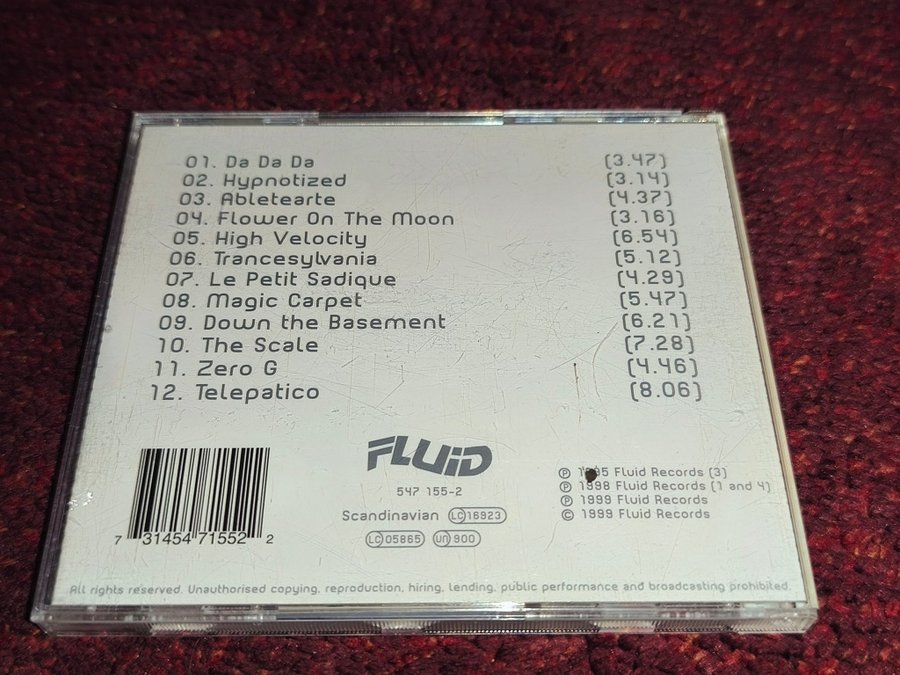 01. Da Da Da (3.47)
02. Hypnotized (3.14)
03. Abletearte (4.37)
04. Flower On The Moon (3.16)
05. High Velocity (6.54)
06. Trancesylvania (5.12)
07. Le Petit Sadique (4.29)
08. Magic Carpet (5.47)
09. Down the Basement (6.21)
10. The Scale (7.28)
11. Zero G (4.46)
12. Telepatico (8.06)
FLUiD
547 155-2
Scandinavian LC 16923
LC 05865 un 900
7 31454 71552 2
℗ 1995 Fluid Records (3)
℗ 1998 Fluid Records (1 and 4)
℗ 1999 Fluid Records
© 1999 Fluid Records
All rights reserved. Unauthorised copying, reproduction, hiring, lending, public performance and broadcasting prohibited.